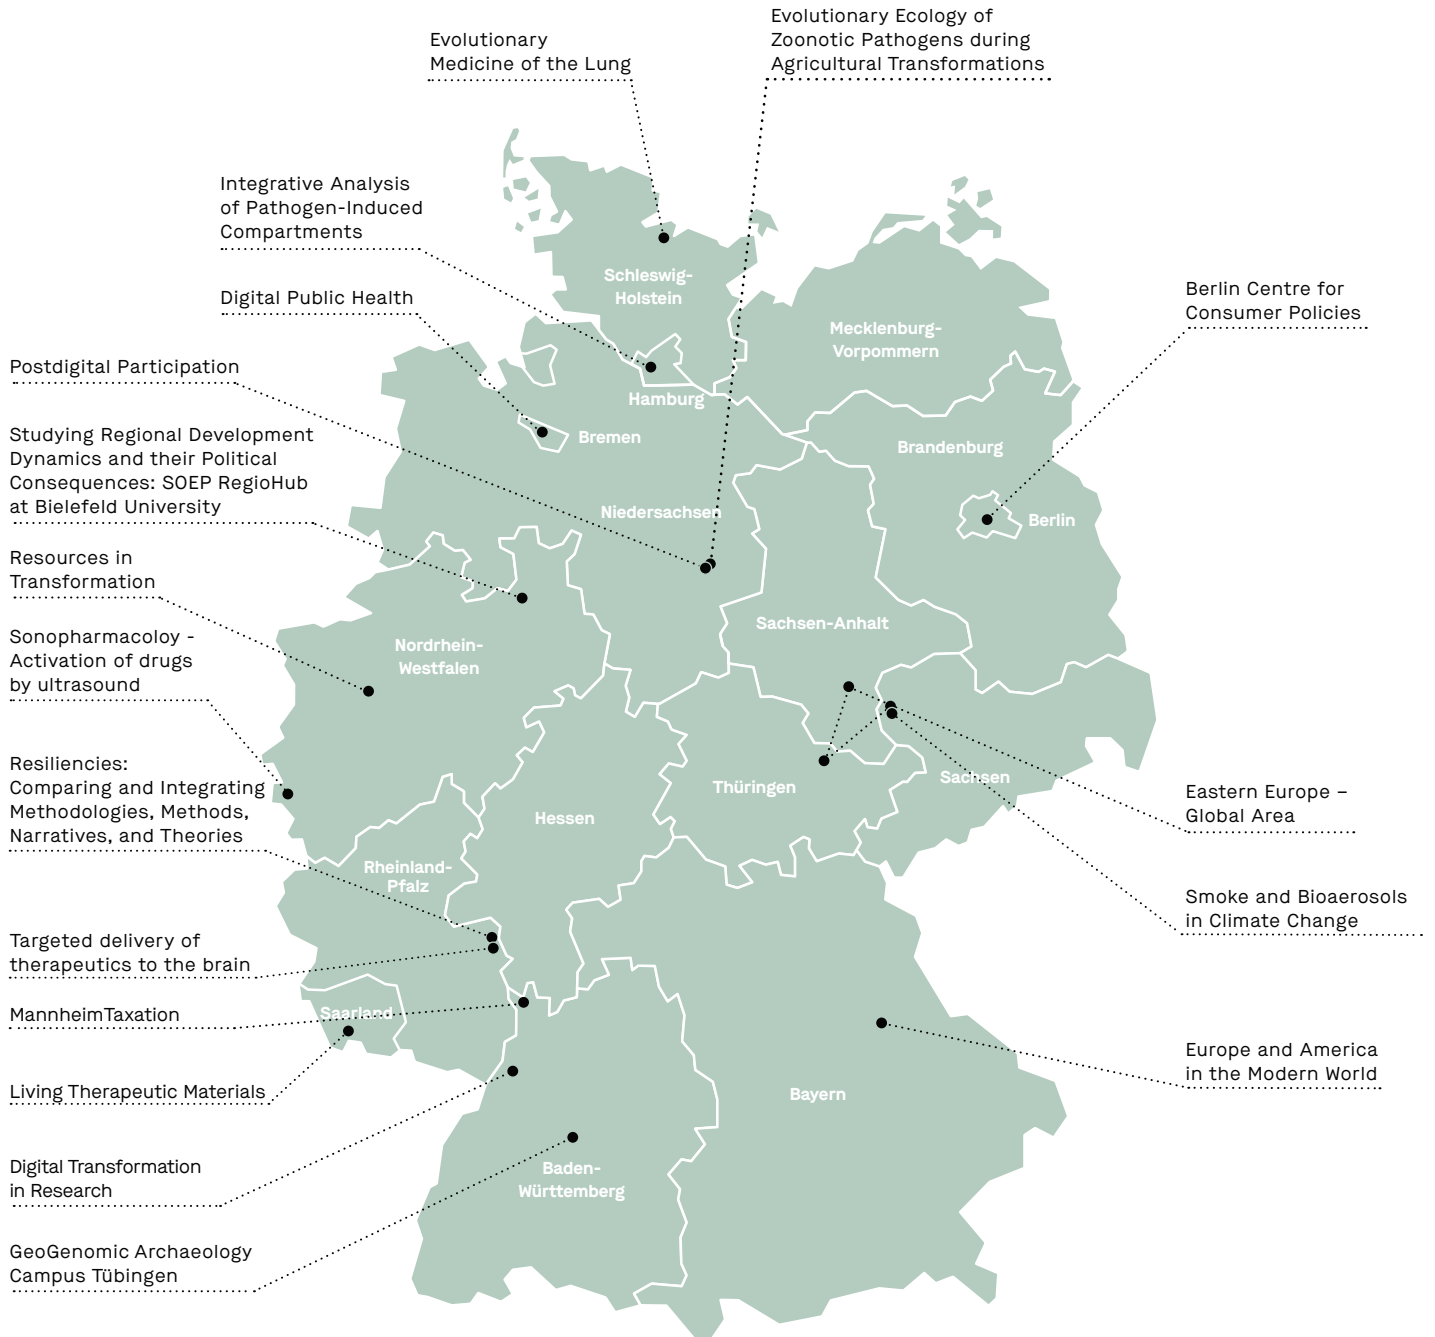 Evolutionary Ecology of
Zoonotic Pathogens during
Agricultural Transformations
Evolutionary
Medicine of the Lung
Integrative Analysis
of Pathogen-Induced
Compartments
Digital Public Health
Postdigital Participation
Studying Regional Development
Dynamics and their Political
Consequences: SOEP RegioHub
at Bielefeld University
Resources in
Transformation
Sonopharmacoloy -
Activation of drugs
by ultrasound
Resiliencies:
Comparing and Integrating
Methodologies, Methods,
Narratives, and Theories
Targeted delivery of
therapeutics to the brain
MannheimTaxation
Living Therapeutic Materials
Digital Transformation
in Research
GeoGenomic Archaeology
Campus Tübingen
Schleswig-
Holstein
Mecklenburg-
Vorpommern
Hamburg
Bremen
Brandenburg
Niedersachsen
Berlin
Sachsen-Anhalt
Nordrhein-
Westfalen
Sachsen
Thüringen
Hessen
Rheinland-
Pfalz
Saarland
Bayern
Baden-
Württemberg
Berlin Centre for
Consumer Policies
Eastern Europe –
Global Area
Smoke and Bioaerosols
in Climate Change
Europe and America
in the Modern World